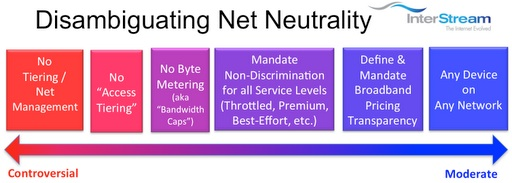 Disambiguating Net Neutrality
InterStream
The Internet Evolved
No
Tiering /
Net
Management
No
“Access
Tiering”
No Byte
Metering
(aka
“Bandwidth
Caps”)
Mandate
Non-Discrimination
for all Service Levels
(Throttled, Premium,
Best-Effort, etc.)
Define &
Mandate
Broadband
Pricing
Transparency
Any Device
on
Any Network
Controversial
Moderate